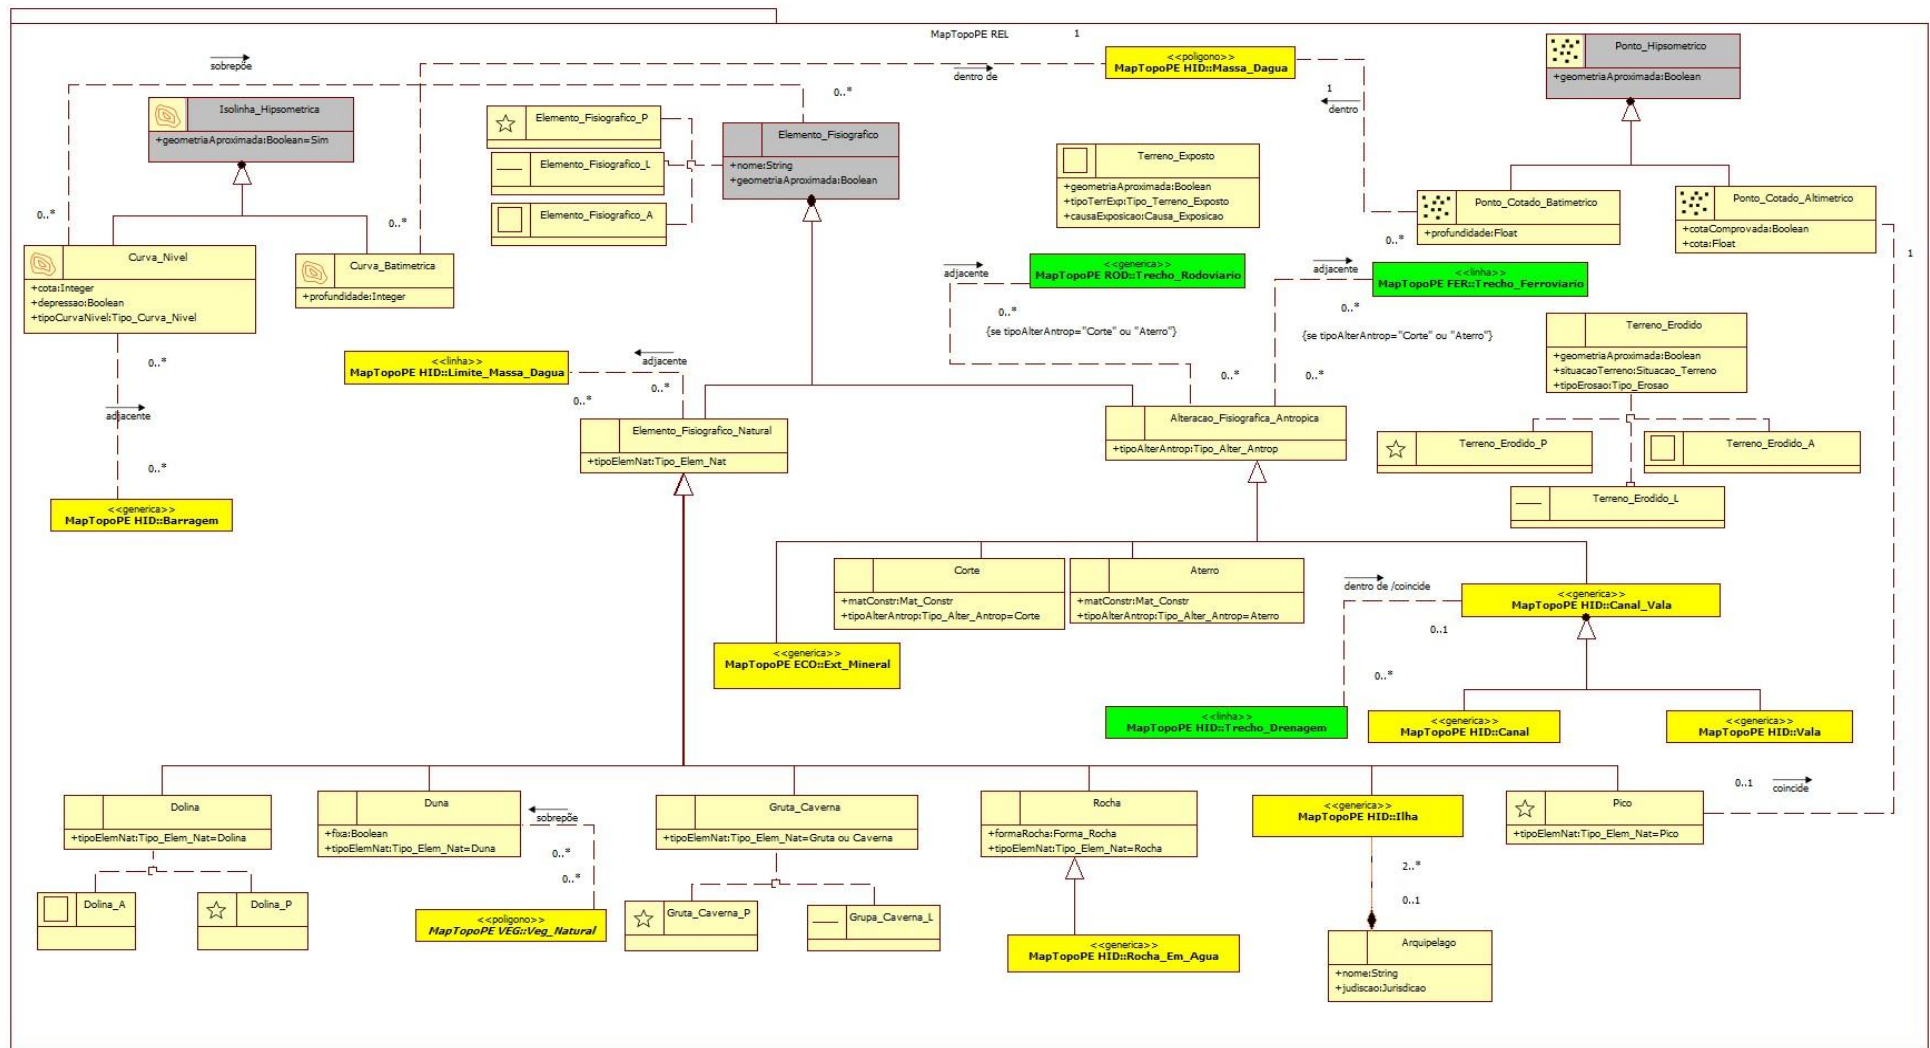 MapTopoPE REL
1
sobrepõe
<<poligono>>
MapTopoPE HID::Massa_Dagua
dentro de
Ponto_Hipsometrico
+geometriaAproximada:Boolean
0..*
1
dentro
Isolinha_Hipsometrica
+geometriaAproximada:Boolean=Sim
Elemento_Fisiografico_P
Elemento_Fisiografico_L
Elemento_Fisiografico_A
Elemento_Fisiografico
+nome:String
+geometriaAproximada:Boolean
Terreno_Exposto
+geometriaAproximada:Boolean
+tipoTerrExp:Tipo_Terreno_Exposto
+causaExposicao:Causa_Exposicao
Ponto_Cotado_Batimetrico
+profundidade:Float
Ponto_Cotado_Altimetrico
+cotaComprovada:Boolean
+cota:Float
0..*
0..*
0..*
1
Curva_Nivel
+cota:Integer
+depressao:Boolean
+tipoCurvaNivel:Tipo_Curva_Nivel
Curva_Batimetrica
+profundidade:Integer
adjacente
<<generica>>
MapTopoPE ROD::Trecho_Rodoviario
adjacente
<<linha>>
MapTopoPE FER::Trecho_Ferroviario
0..*
{se tipoAlterAntrop="Corte" ou "Aterro"}
0..*
{se tipoAlterAntrop="Corte" ou "Aterro"}
Terreno_Erodido
+geometriaAproximada:Boolean
+situacaoTerreno:Situacao_Terreno
+tipoErosao:Tipo_Erosao
0..*
<<linha>>
MapTopoPE HID::Limite_Massa_Dagua
adjacente
0..*
0..*
0..*
0..*
adjacente
0..*
Elemento_Fisiografico_Natural
+tipoElemNat:Tipo_Elem_Nat
Alteracao_Fisiografica_Antropica
+tipoAlterAntrop:Tipo_Alter_Antrop
Terreno_Erodido_P
Terreno_Erodido_A
Terreno_Erodido_L
<<generica>>
MapTopoPE HID::Barragem
Corte
+matConstr:Mat_Constr
+tipoAlterAntrop:Tipo_Alter_Antrop=Corte
Aterro
+matConstr:Mat_Constr
+tipoAlterAntrop:Tipo_Alter_Antrop=Aterro
dentro de /coincide
<<generica>>
MapTopoPE HID::Canal_Vala
0..1
<<generica>>
MapTopoPE ECO::Ext_Mineral
0..*
<<linha>>
MapTopoPE HID::Trecho_Drenagem
<<generica>>
MapTopoPE HID::Canal
<<generica>>
MapTopoPE HID::Vala
0..1
coincide
Dolina
+tipoElemNat:Tipo_Elem_Nat=Dolina
Duna
+fixa:Boolean
+tipoElemNat:Tipo_Elem_Nat=Duna
sobrepõe
0..*
0..*
Gruta_Caverna
+tipoElemNat:Tipo_Elem_Nat=Gruta ou Caverna
Rocha
+formaRocha:Forma_Rocha
+tipoElemNat:Tipo_Elem_Nat=Rocha
<<generica>>
MapTopoPE HID::Ilha
Pico
+tipoElemNat:Tipo_Elem_Nat=Pico
2..*
0..1
Dolina_A
Dolina_P
<<poligono>>
MapTopoPE VEG::Veg_Natural
Gruta_Caverna_P
Grupa_Caverna_L
<<generica>>
MapTopoPE HID::Rocha_Em_Agua
Arquipelago
+nome:String
+judiscao:Jurisdicao